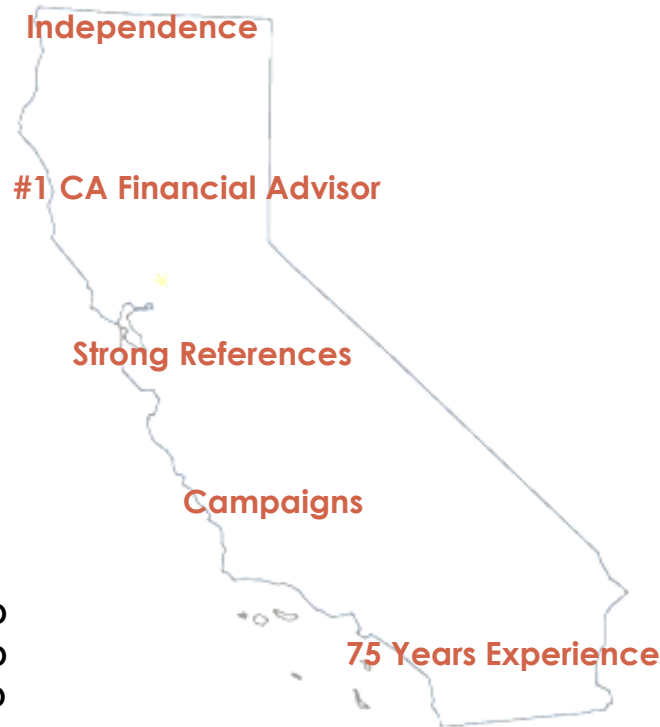 Independence
#1 CA Financial Advisor
Strong References
Campaigns
75 Years Experience